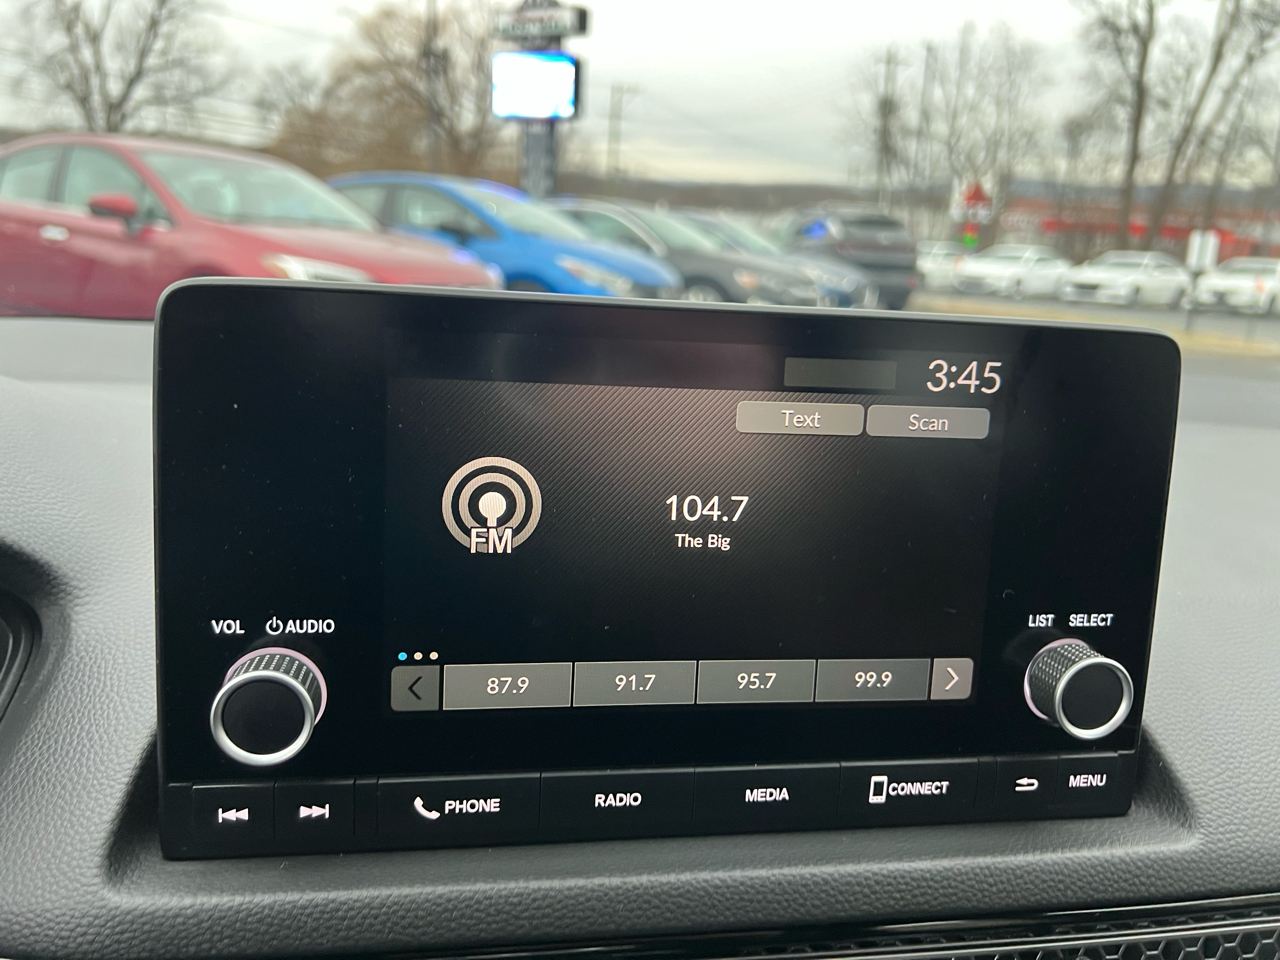 3:45
Text
Scan
FM
104.7
The Big
VOL
AUDIO
LIST
SELECT
87.9
91.7
95.7
99.9
PHONE
RADIO
MEDIA
CONNECT
MENU